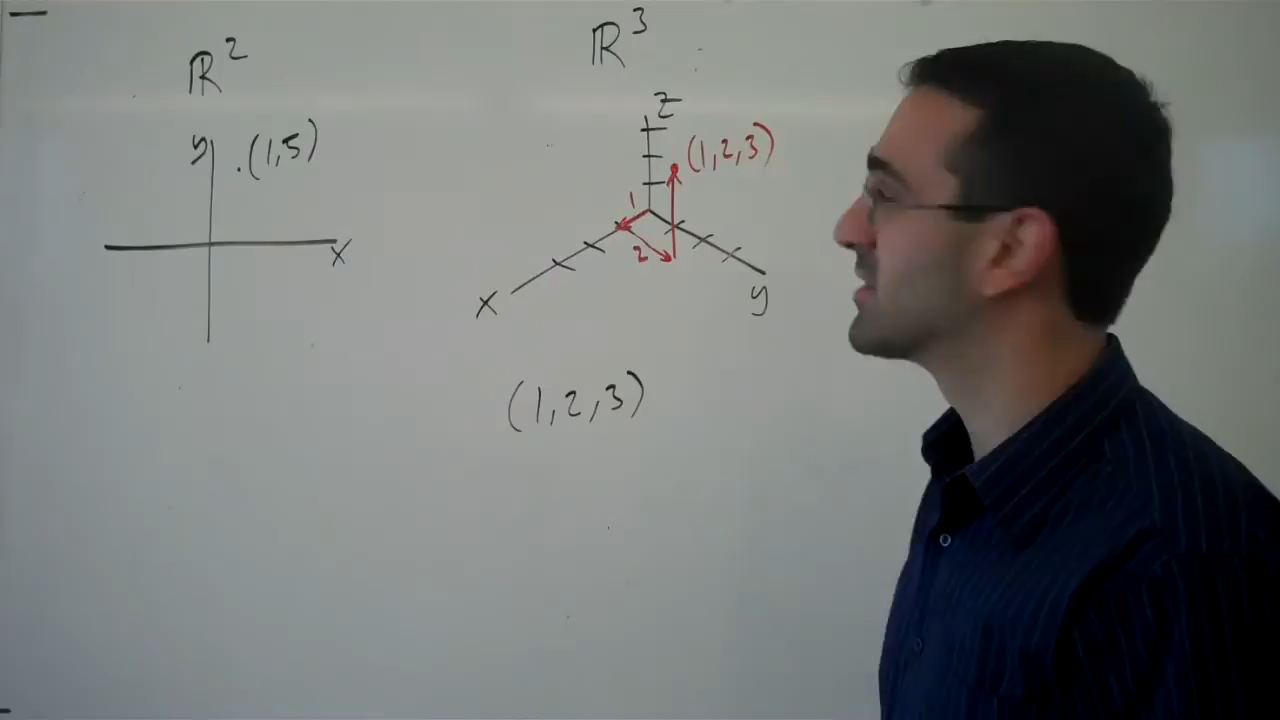 ℝ²
y
.(1,5)
x
ℝ³
z
(1,2,3)
1
2
x
y
(1,2,3)